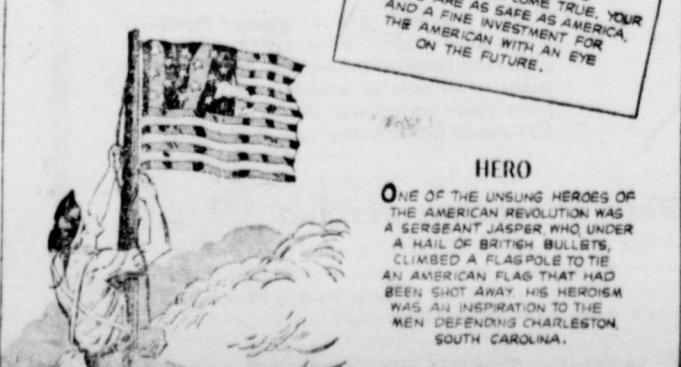 COME TRUE. YOUR
ARE AS SAFE AS AMERICA,
AND A FINE INVESTMENT FOR
THE AMERICAN WITH AN EYE
ON THE FUTURE.
HERO
ONE OF THE UNSUNG HEROES OF
THE AMERICAN REVOLUTION WAS
A SERGEANT JASPER, WHO, UNDER
A HAIL OF BRITISH BULLETS,
CLIMBED A FLAGPOLE TO TIE
AN AMERICAN FLAG THAT HAD
BEEN SHOT AWAY. HIS HEROISM
WAS AN INSPIRATION TO THE
MEN DEFENDING CHARLESTON,
SOUTH CAROLINA.